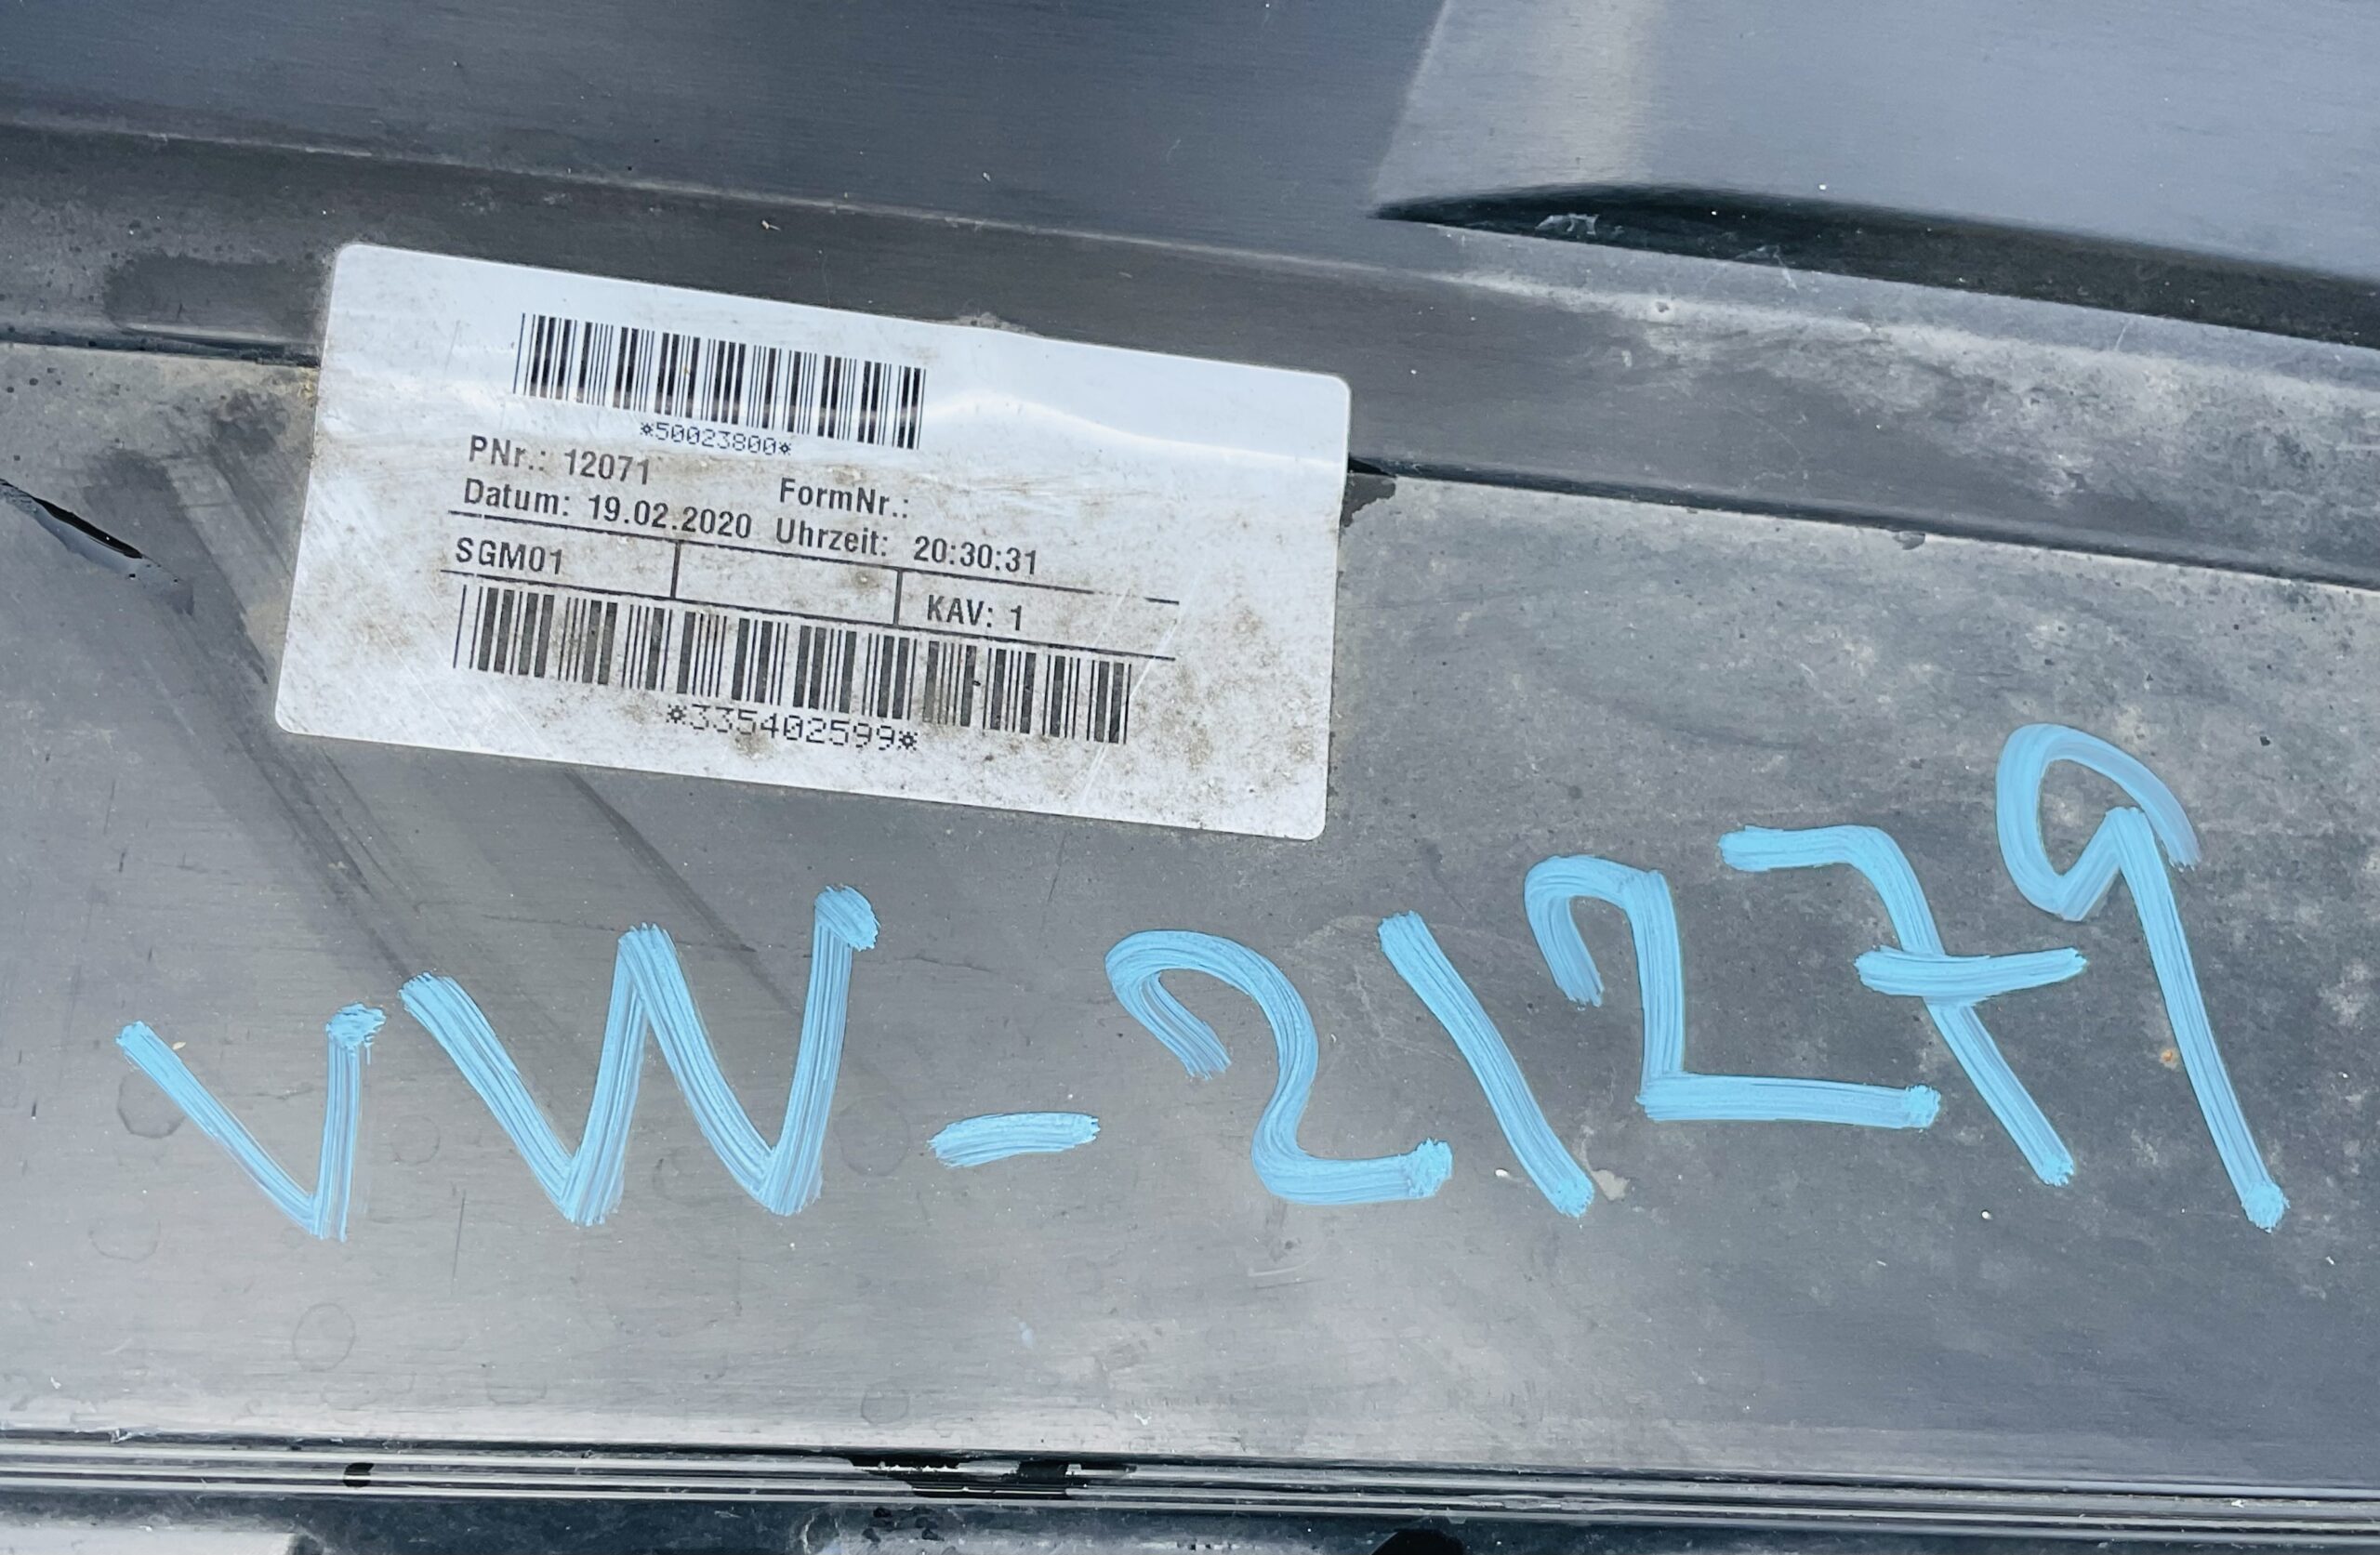 *50023800*
PNr.: 12071 FormNr.:
Datum: 19.02.2020 Uhrzeit: 20:30:31
SGM01 KAV: 1
*335402599*
VW-21279